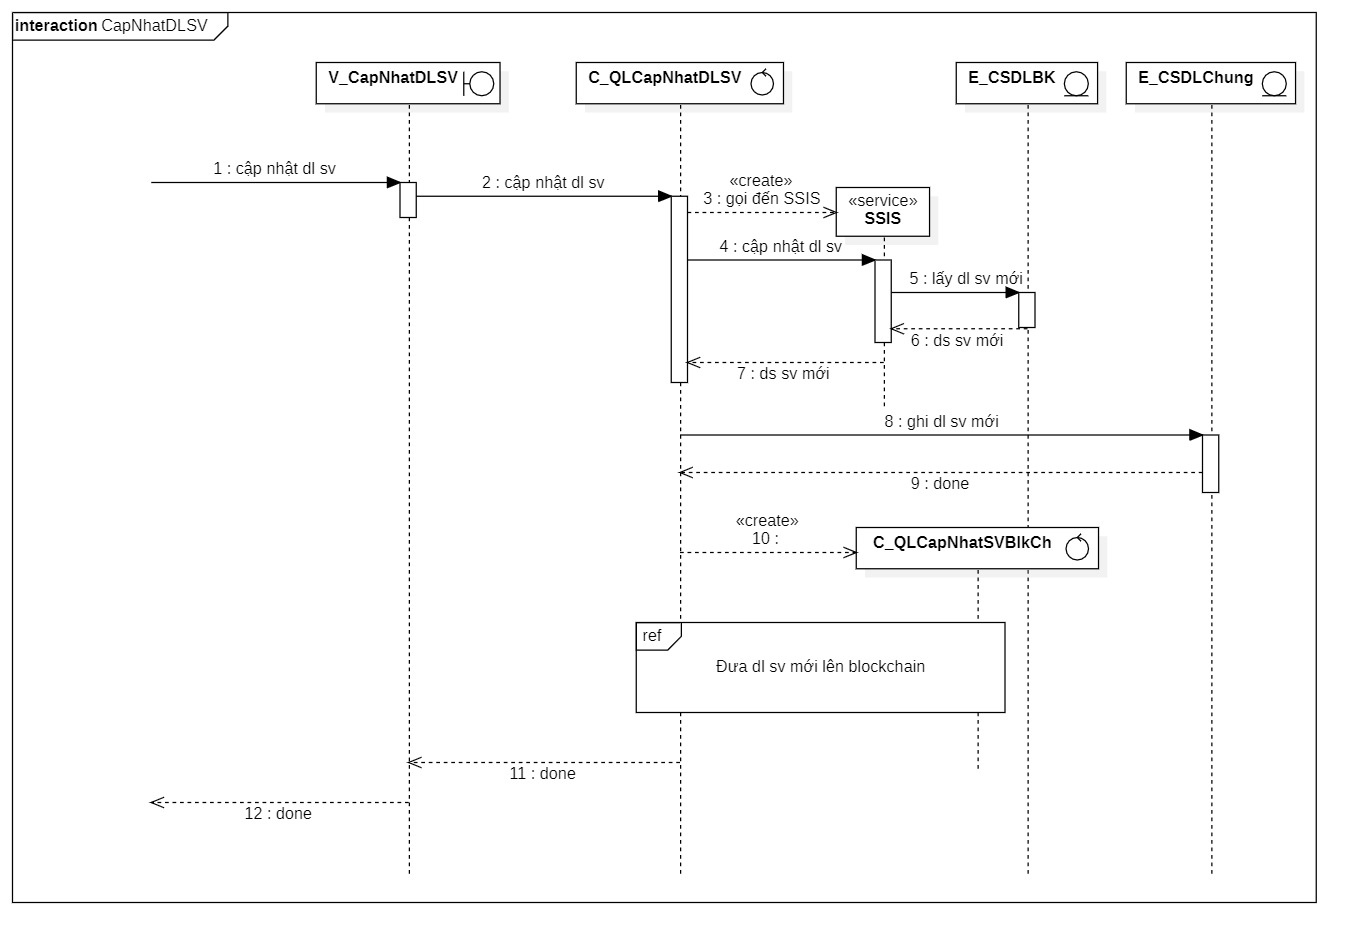 interaction CapNhatDLSV
V_CapNhatDLSV
C_QLCapNhatDLSV
E_CSDLBK
E_CSDLChung
1 : cập nhật dl sv
2 : cập nhật dl sv
«create»
3 : gọi đến SSIS
«service»
SSIS
4 : cập nhật dl sv
5 : lấy dl sv mới
6 : ds sv mới
7 : ds sv mới
8 : ghi dl sv mới
9 : done
«create»
10 :
C_QLCapNhatSVBlkCh
ref
Đưa dl sv mới lên blockchain
11 : done
12 : done